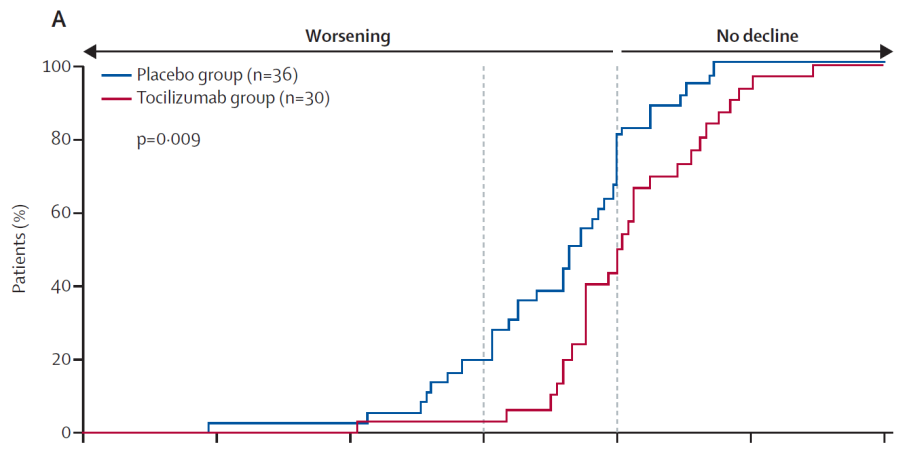 A
Worsening
No decline
100
Placebo group (n=36)
Tocilizumab group (n=30)
p=0·009
80
60
40
20
0
Patients (%)